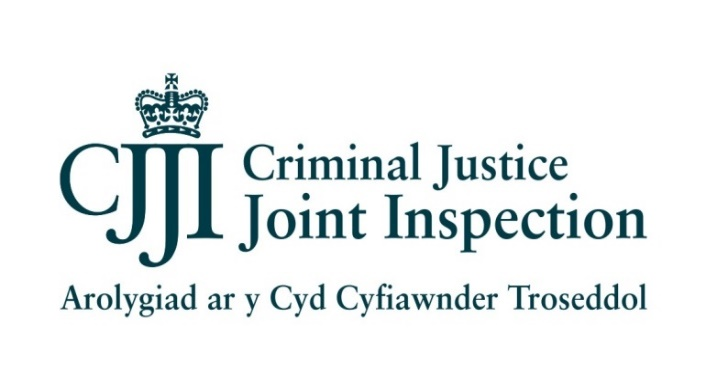 CJJI
Criminal Justice
Joint Inspection
Arolygiad ar y Cyd Cyfiawnder Troseddol